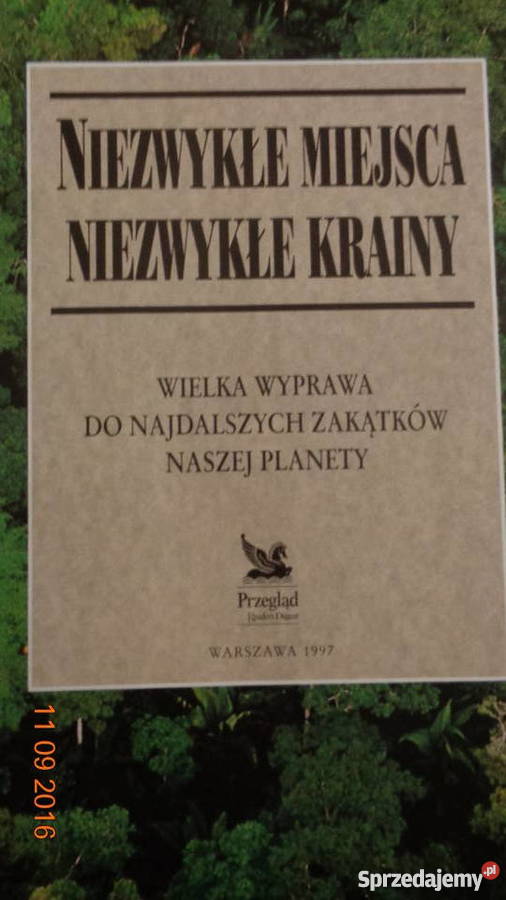 NIEZWYKŁE MIEJSCA
NIEZWYKŁE KRAINY
WIELKA WYPRAWA
DO NAJDALSZYCH ZAKĄTKÓW
NASZEJ PLANETY
Przegląd
Reader's Digest
WARSZAWA 1997
11 09 2016
Sprzedajemy.pl